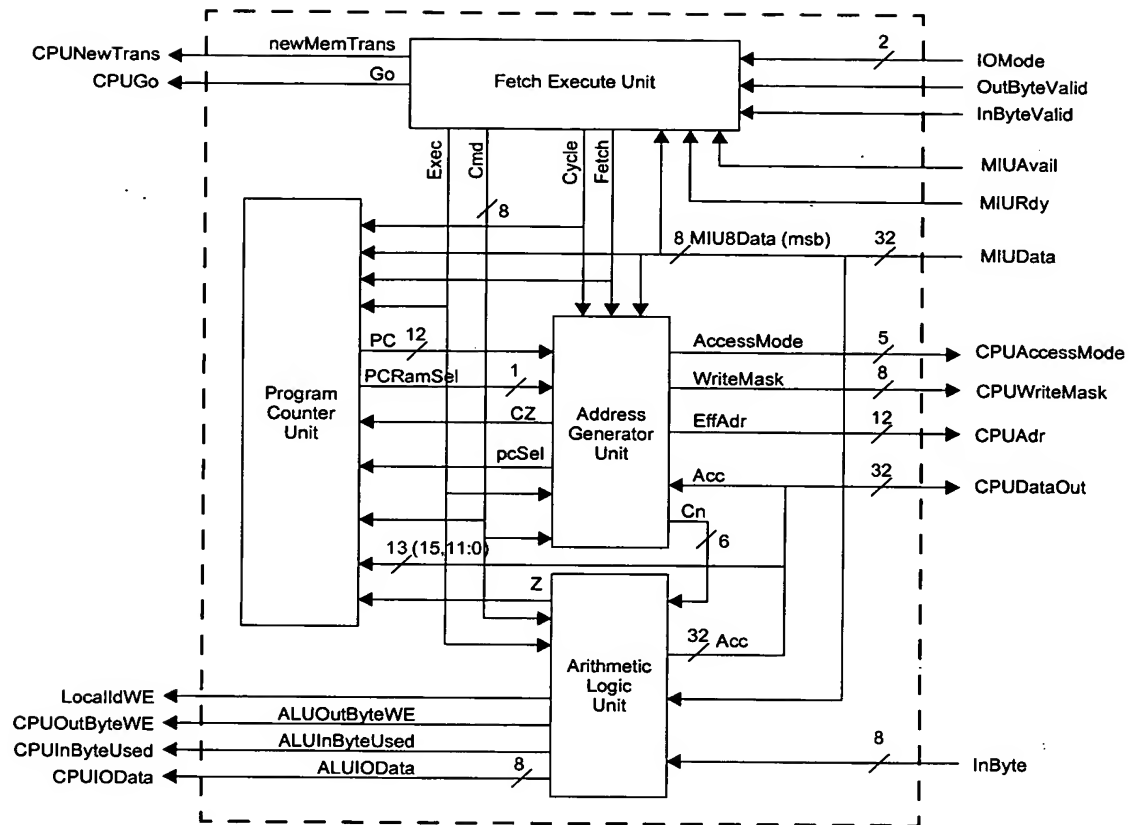 CPUNewTrans
newMemTrans
CPUGo
Go
Fetch Execute Unit
2
IOMode
OutByteValid
InByteValid
MIUAvail
MIURdy
Exec
Cmd
Cycle
Fetch
8
8 MIU8Data (msb)
32
MIUData
PC
12
PCRamSel
1
CZ
pcSel
Program
Counter
Unit
Address
Generator
Unit
AccessMode
5
CPUAccessMode
WriteMask
8
CPUWriteMask
EffAdr
12
CPUAdr
Acc
32
CPUDataOut
Cn
6
13 (15,11:0)
Z
32 Acc
Arithmetic
Logic
Unit
LocalIdWE
CPUOutByteWE
ALUOutByteWE
CPUInByteUsed
ALUInByteUsed
CPUIOData
ALUIOData
8
8
InByte